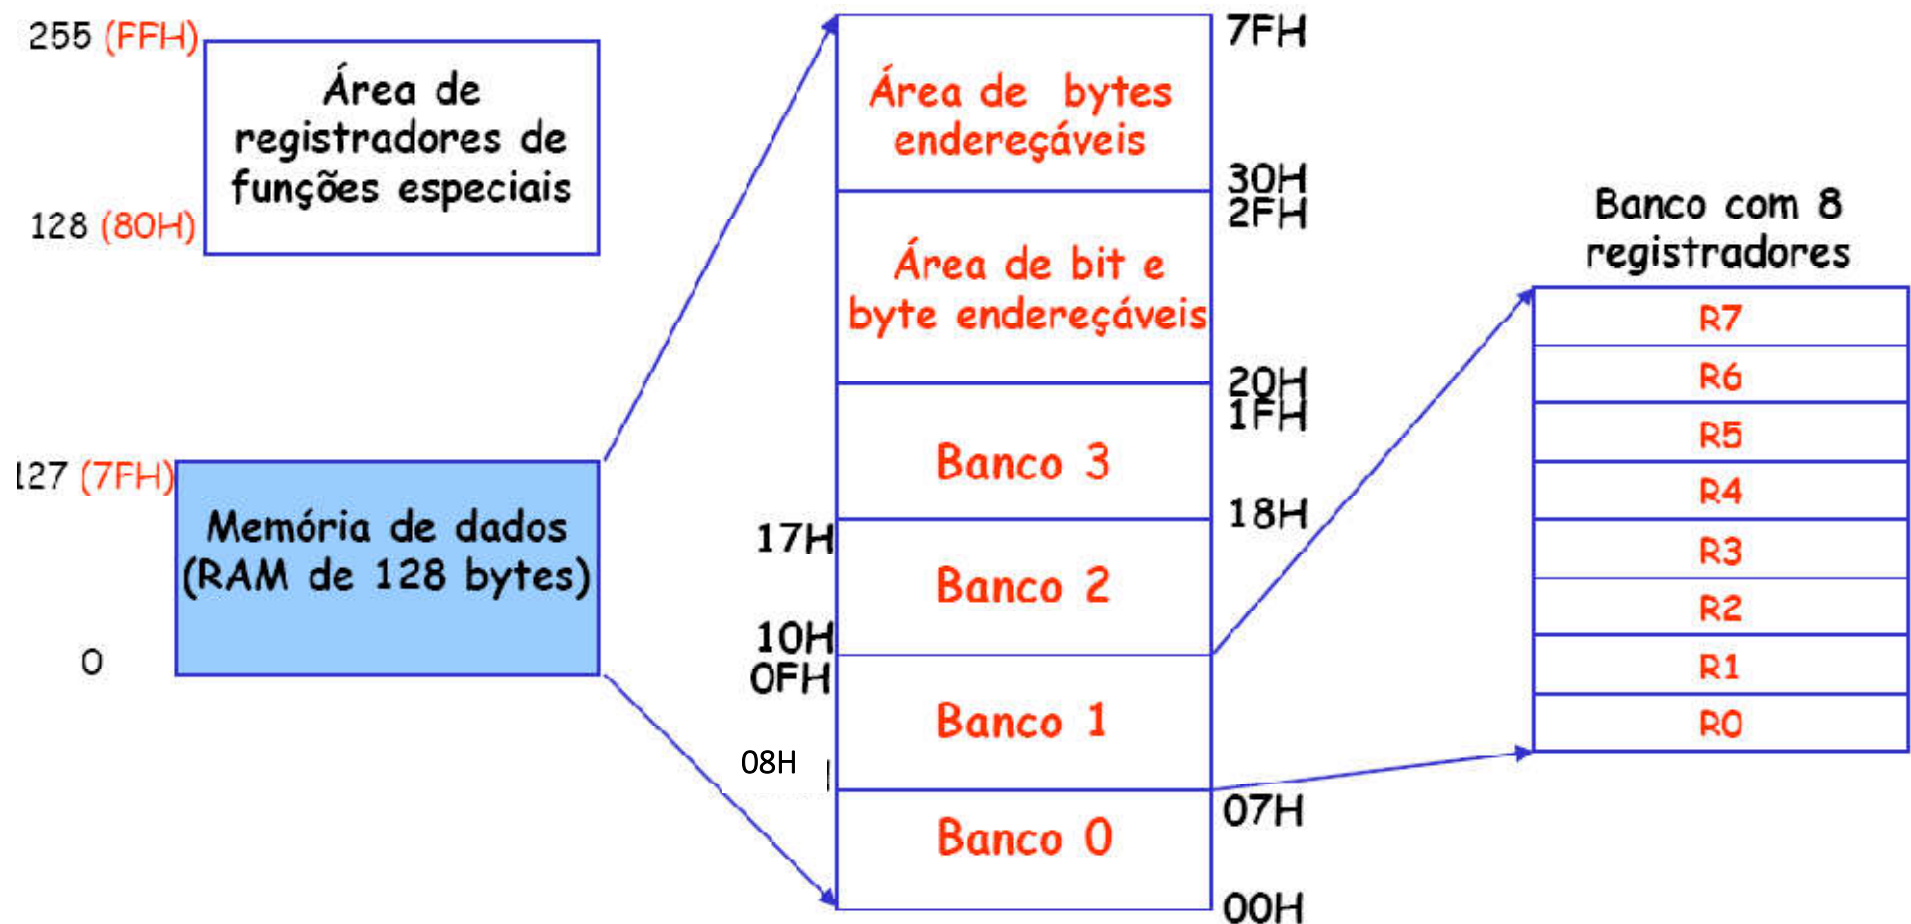 255 (FFH)
Área de
registradores de
funções especiais
128 (80H)
127 (7FH)
Memória de dados
(RAM de 128 bytes)
0
7FH
Área de bytes
endereçáveis
30H
2FH
Área de bit e
byte endereçáveis
20H
1FH
Banco 3
18H
17H
Banco 2
10H
0FH
Banco 1
08H
07H
Banco 0
00H
Banco com 8
registradores
R7
R6
R5
R4
R3
R2
R1
R0